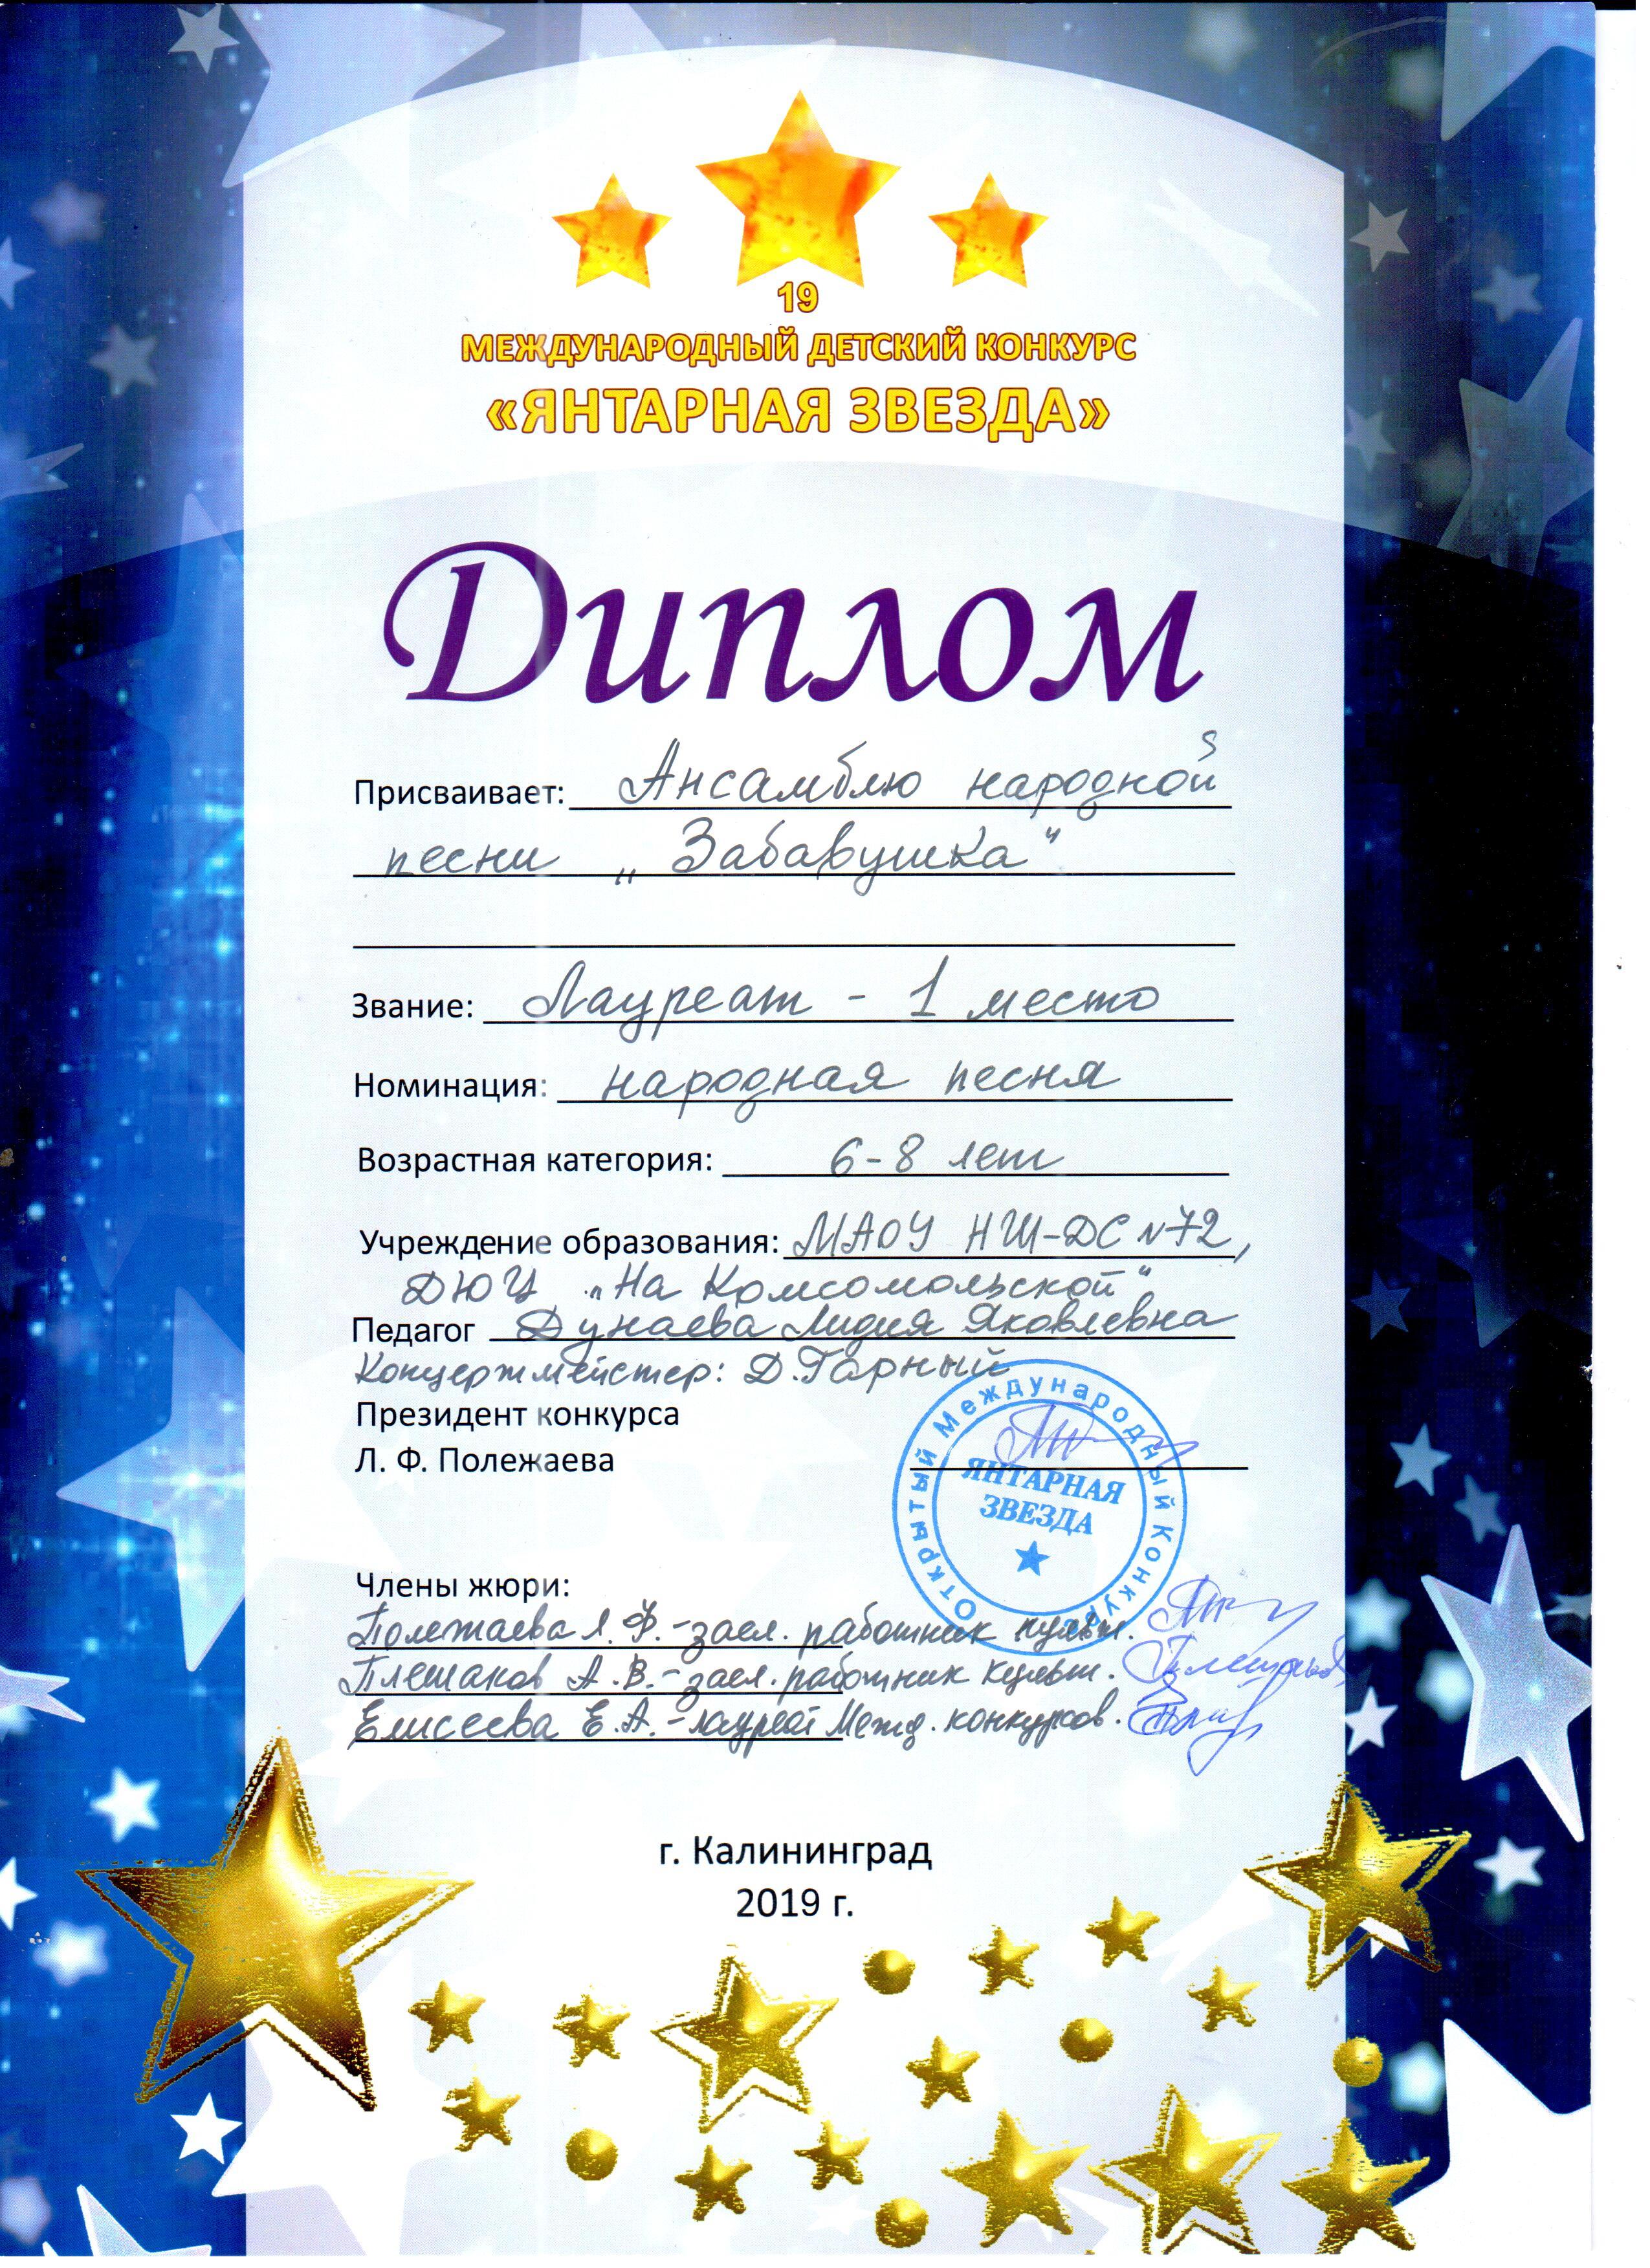 19
МЕЖДУНАРОДНЫЙ ДЕТСКИЙ КОНКУРС
«ЯНТАРНАЯ ЗВЕЗДА»
Диплом
Присваивает: Ансамблю народной
песни „Забавушка“
Звание: Лауреат - 1 место
Номинация: народная песня
Возрастная категория: 6-8 лет
Учреждение образования: МАОУ НШ-ДС №72,
ДЮЦ „На Комсомольской“
Педагог Дунаева Лидия Яковлевна
Концертмейстер: Д. Горный
Президент конкурса
Л. Ф. Полежаева
Открытый Международный Конкурс
ЯНТАРНАЯ
ЗВЕЗДА
Члены жюри:
Полежаева Л.Ф. - засл. работник культ.
Плешаков А.В. - засл. работник культ.
Елисеева Е.А. - лауреат Межд. конкурсов.
г. Калининград
2019 г.